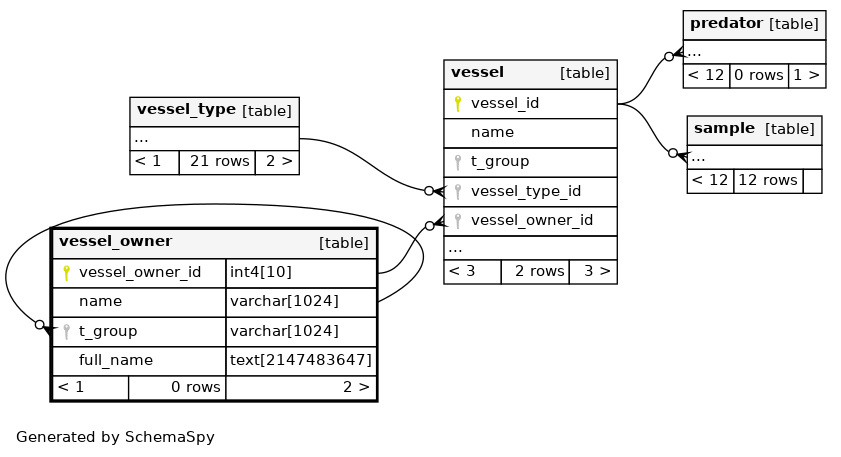 predator [table]
...
< 12 0 rows 1 >
vessel [table]
vessel_id
name
t_group
vessel_type_id
vessel_owner_id
...
< 3 2 rows 3 >
vessel_type [table]
...
< 1 21 rows 2 >
sample [table]
...
< 12 12 rows
vessel_owner [table]
vessel_owner_id int4[10]
name varchar[1024]
t_group varchar[1024]
full_name text[2147483647]
< 1 0 rows 2 >
Generated by SchemaSpy